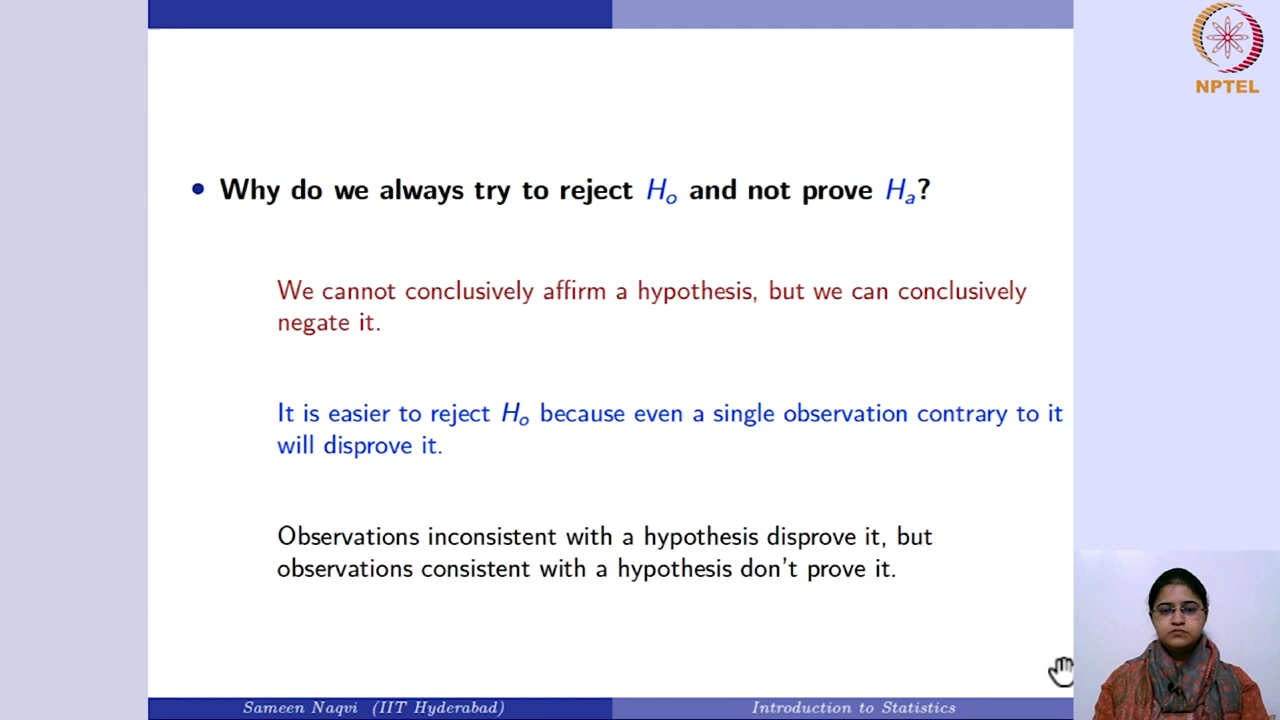 NPTEL
• Why do we always try to reject Hₒ and not prove Hₐ?
We cannot conclusively affirm a hypothesis, but we can conclusively
negate it.
It is easier to reject Hₒ because even a single observation contrary to it
will disprove it.
Observations inconsistent with a hypothesis disprove it, but
observations consistent with a hypothesis don't prove it.
Sameen Naqvi (IIT Hyderabad)
Introduction to Statistics